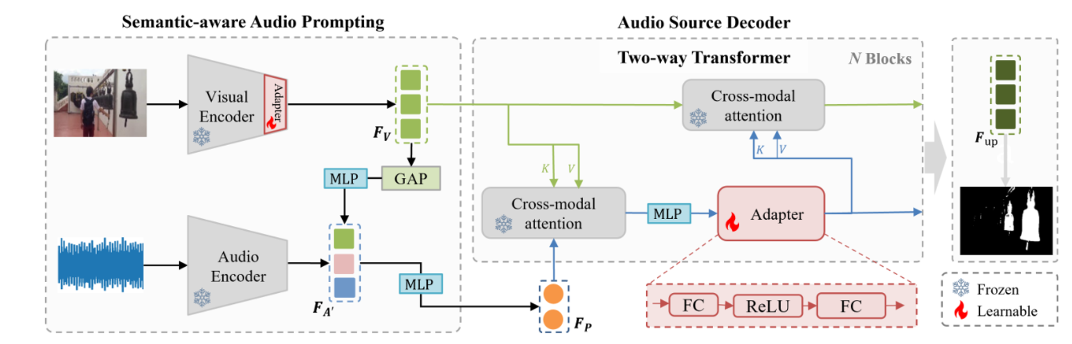 Semantic-aware Audio Prompting
Audio Source Decoder
Two-way Transformer
N Blocks
Visual
Encoder
Adapter
F_V
MLP
GAP
Audio
Encoder
F_A'
MLP
F_P
Cross-modal
attention
K
V
Cross-modal
attention
K
V
MLP
Adapter
FC
ReLU
FC
F_up
Frozen
Learnable